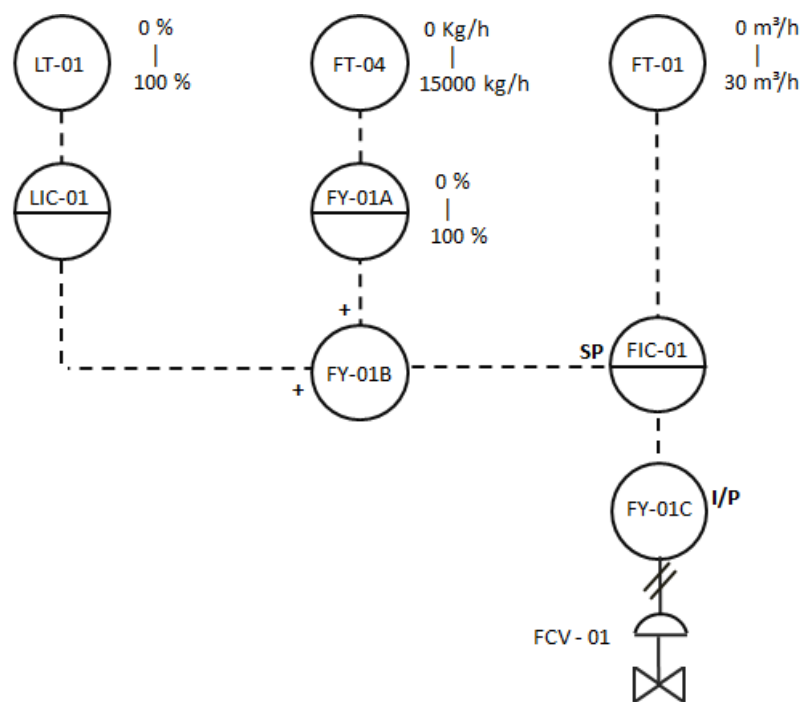 LT-01
0 %
|
100 %
FT-04
0 Kg/h
|
15000 kg/h
FT-01
0 m³/h
|
30 m³/h
LIC-01
FY-01A
0 %
|
100 %
+
FY-01B
+
SP
FIC-01
FY-01C
I/P
FCV - 01